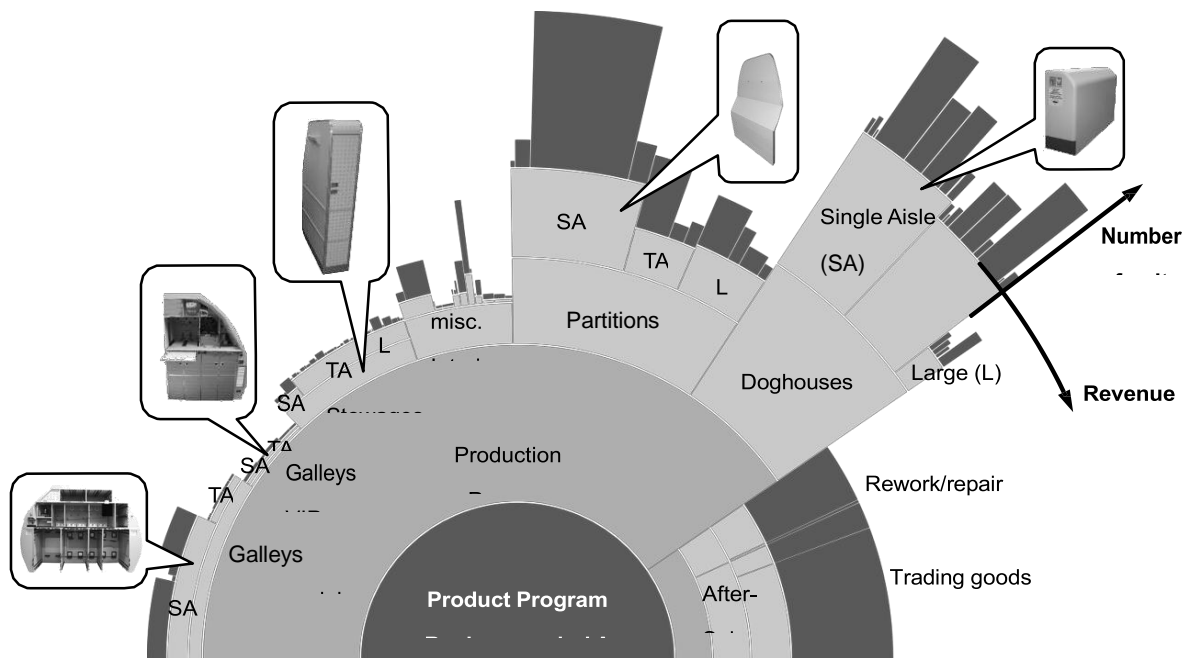 SA
TA
L
Partitions
Single Aisle
(SA)
Number
misc.
L
TA
SA
Doghouses
Large (L)
Revenue
SA
Galleys
Production
Rework/repair
TA
Galleys
Trading goods
SA
Product Program
After-